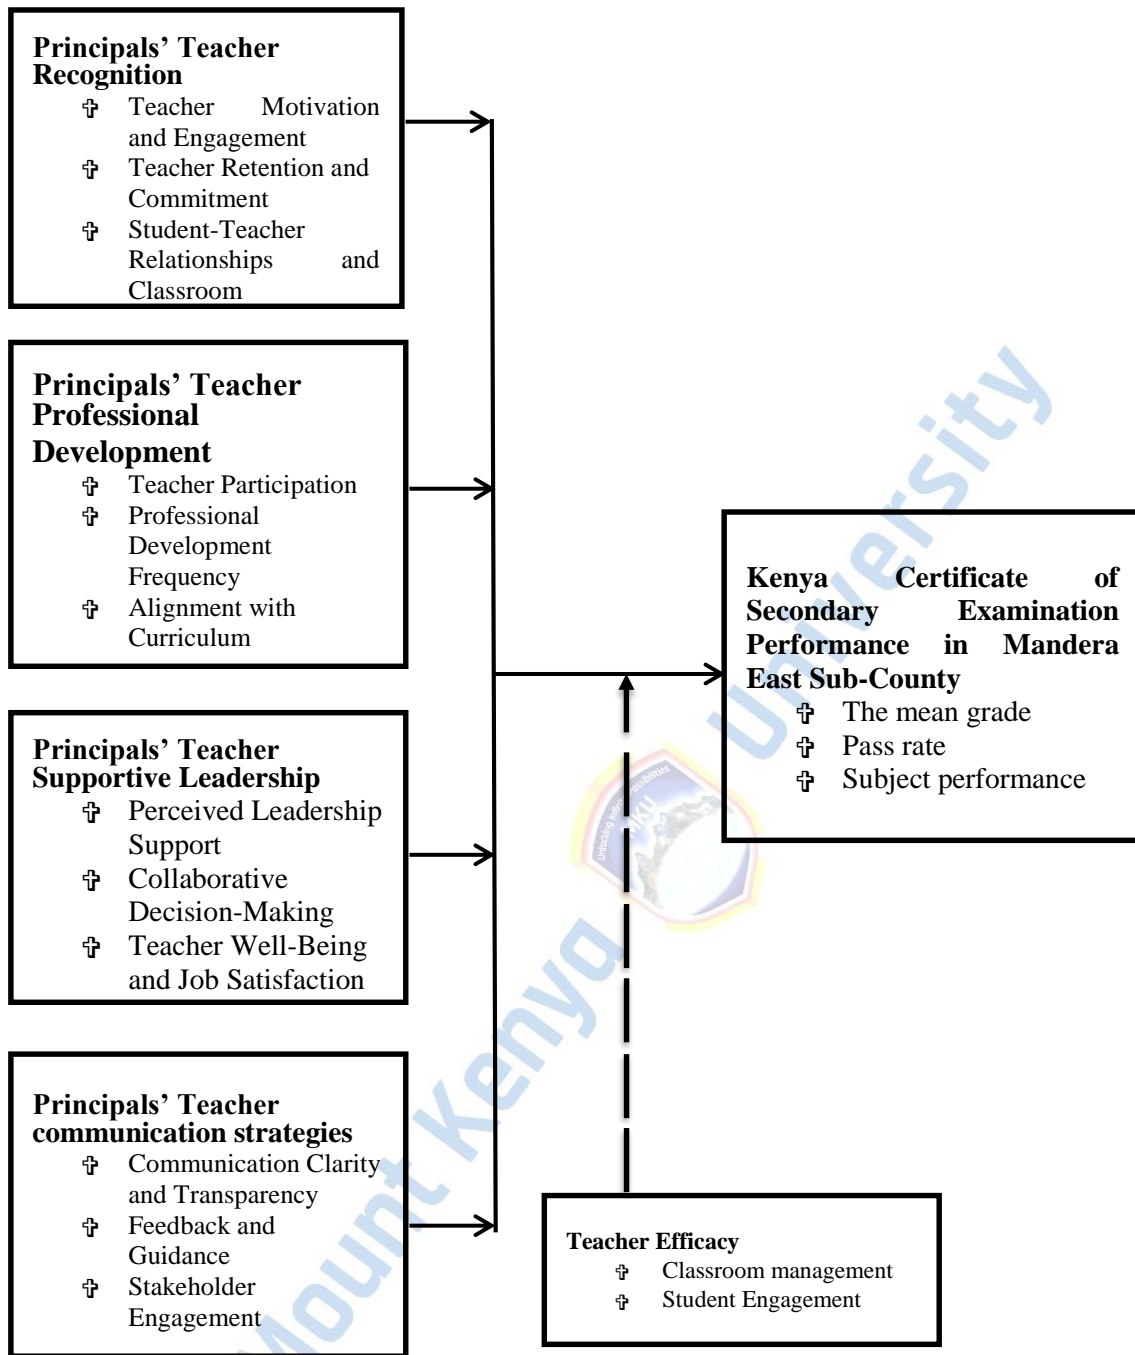 Principals’ Teacher
Recognition
✞ Teacher Motivation
and Engagement
✞ Teacher Retention and
Commitment
✞ Student-Teacher
Relationships and
Classroom
Principals’ Teacher
Professional
Development
✞ Teacher Participation
✞ Professional
Development
Frequency
✞ Alignment with
Curriculum
Principals’ Teacher
Supportive Leadership
✞ Perceived Leadership
Support
✞ Collaborative
Decision-Making
✞ Teacher Well-Being
and Job Satisfaction
Principals’ Teacher
communication strategies
✞ Communication Clarity
and Transparency
✞ Feedback and
Guidance
✞ Stakeholder
Engagement
Kenya Certificate of
Secondary Examination
Performance in Mandera
East Sub-County
✞ The mean grade
✞ Pass rate
✞ Subject performance
Teacher Efficacy
✞ Classroom management
✞ Student Engagement
Mount Kenya University
MKU